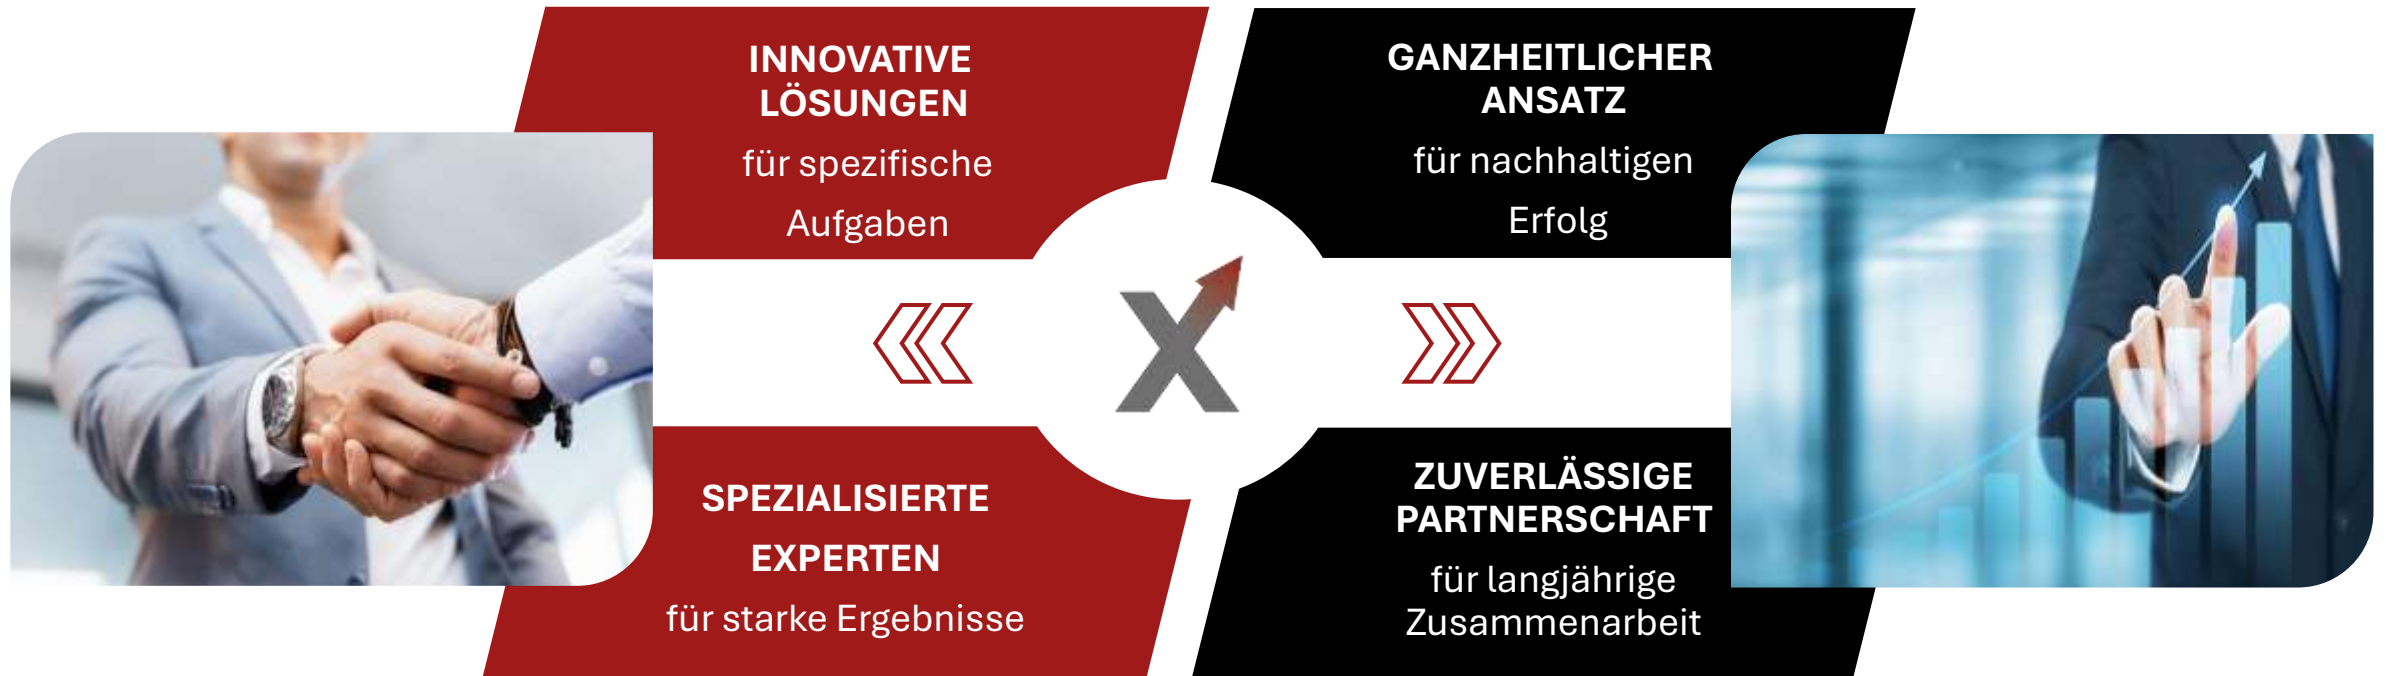 INNOVATIVE
LÖSUNGEN
für spezifische
Aufgaben
GANZHEITLICHER
ANSATZ
für nachhaltigen
Erfolg
X
SPEZIALISIERTE
EXPERTEN
für starke Ergebnisse
ZUVERLÄSSIGE
PARTNERSCHAFT
für langjährige
Zusammenarbeit